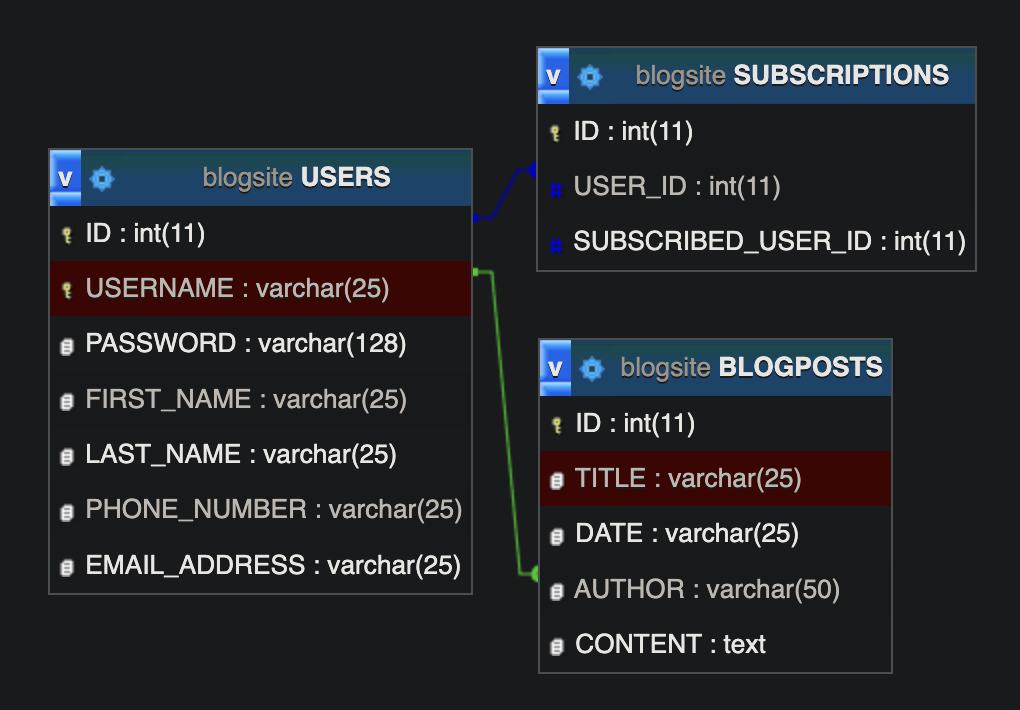 v blogsite USERS
ID : int(11)
USERNAME : varchar(25)
PASSWORD : varchar(128)
FIRST_NAME : varchar(25)
LAST_NAME : varchar(25)
PHONE_NUMBER : varchar(25)
EMAIL_ADDRESS : varchar(25)
v blogsite SUBSCRIPTIONS
ID : int(11)
# USER_ID : int(11)
# SUBSCRIBED_USER_ID : int(11)
v blogsite BLOGPOSTS
ID : int(11)
TITLE : varchar(25)
DATE : varchar(25)
AUTHOR : varchar(50)
CONTENT : text